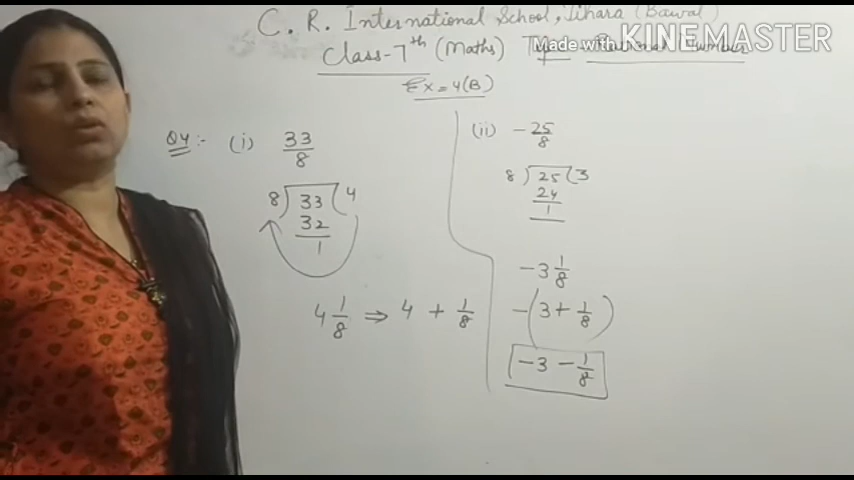 C. R. International School, Jihara (Bawal)
Class-7th (Maths)
Made with KINEMASTER
Ex = 4(B)
Q4:- (i) 33/8
8) 33 (4
32
1
4 1/8 ⇒ 4 + 1/8
(ii) -25/8
8) 25 (3
24
1
-3 1/8
-(3 + 1/8)
-3 - 1/8